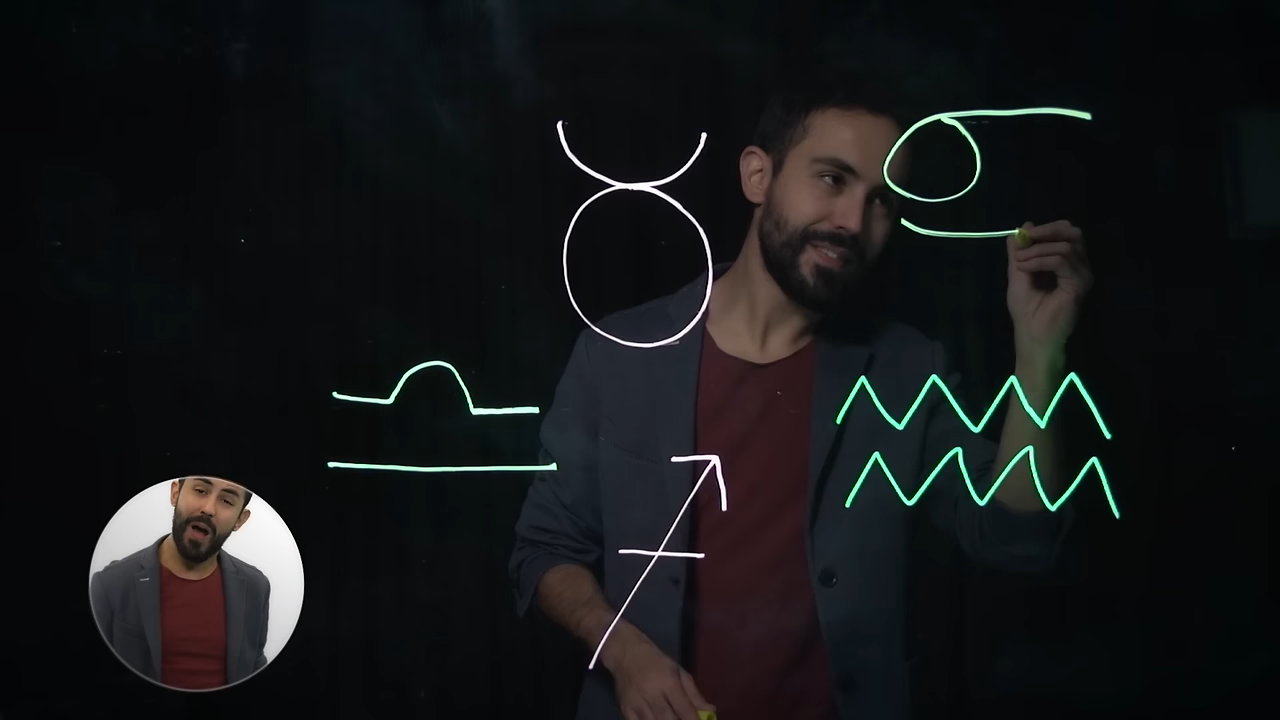 ♉ ♋
♎ ♒
♐